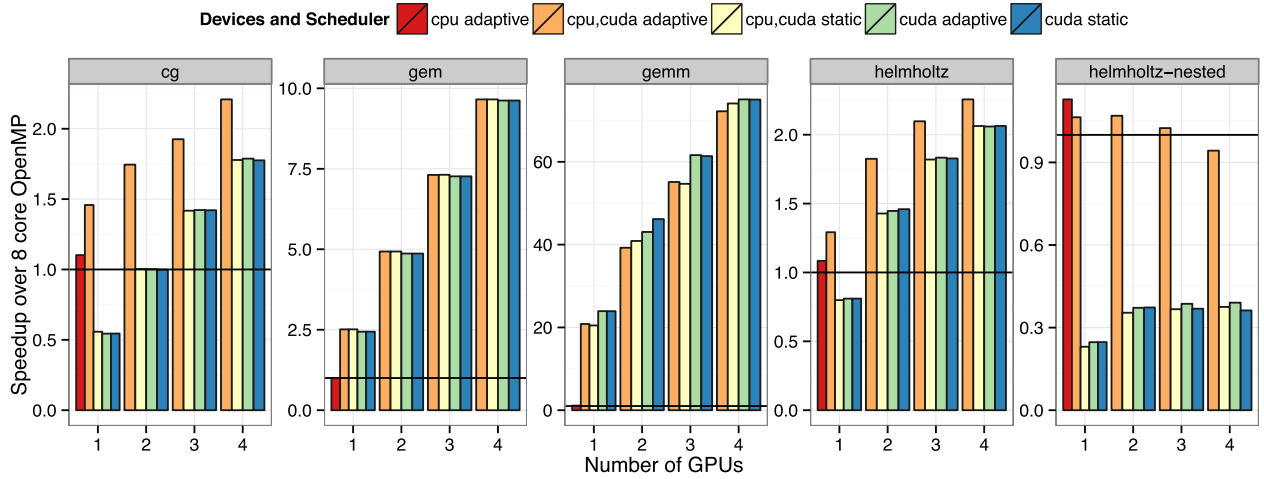 Devices and Scheduler cpu adaptive cpu,cuda adaptive cpu,cuda static cuda adaptive cuda static
cg gem gemm helmholtz helmholtz−nested
Speedup over 8 core OpenMP
0.0 0.5 1.0 1.5 2.0
0.0 2.5 5.0 7.5 10.0
0 20 40 60
0.0 0.5 1.0 1.5 2.0
0.0 0.3 0.6 0.9
1 2 3 4 1 2 3 4 1 2 3 4 1 2 3 4 1 2 3 4
Number of GPUs